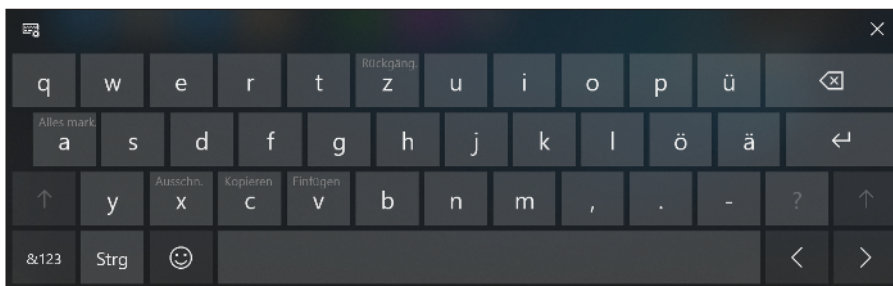 Rückgäng.
q w e r t z u i o p ü
Alles mark.
a s d f g h j k l ö ä
Ausschn. Kopieren Einfügen
y x c v b n m , . - ?
&123 Strg